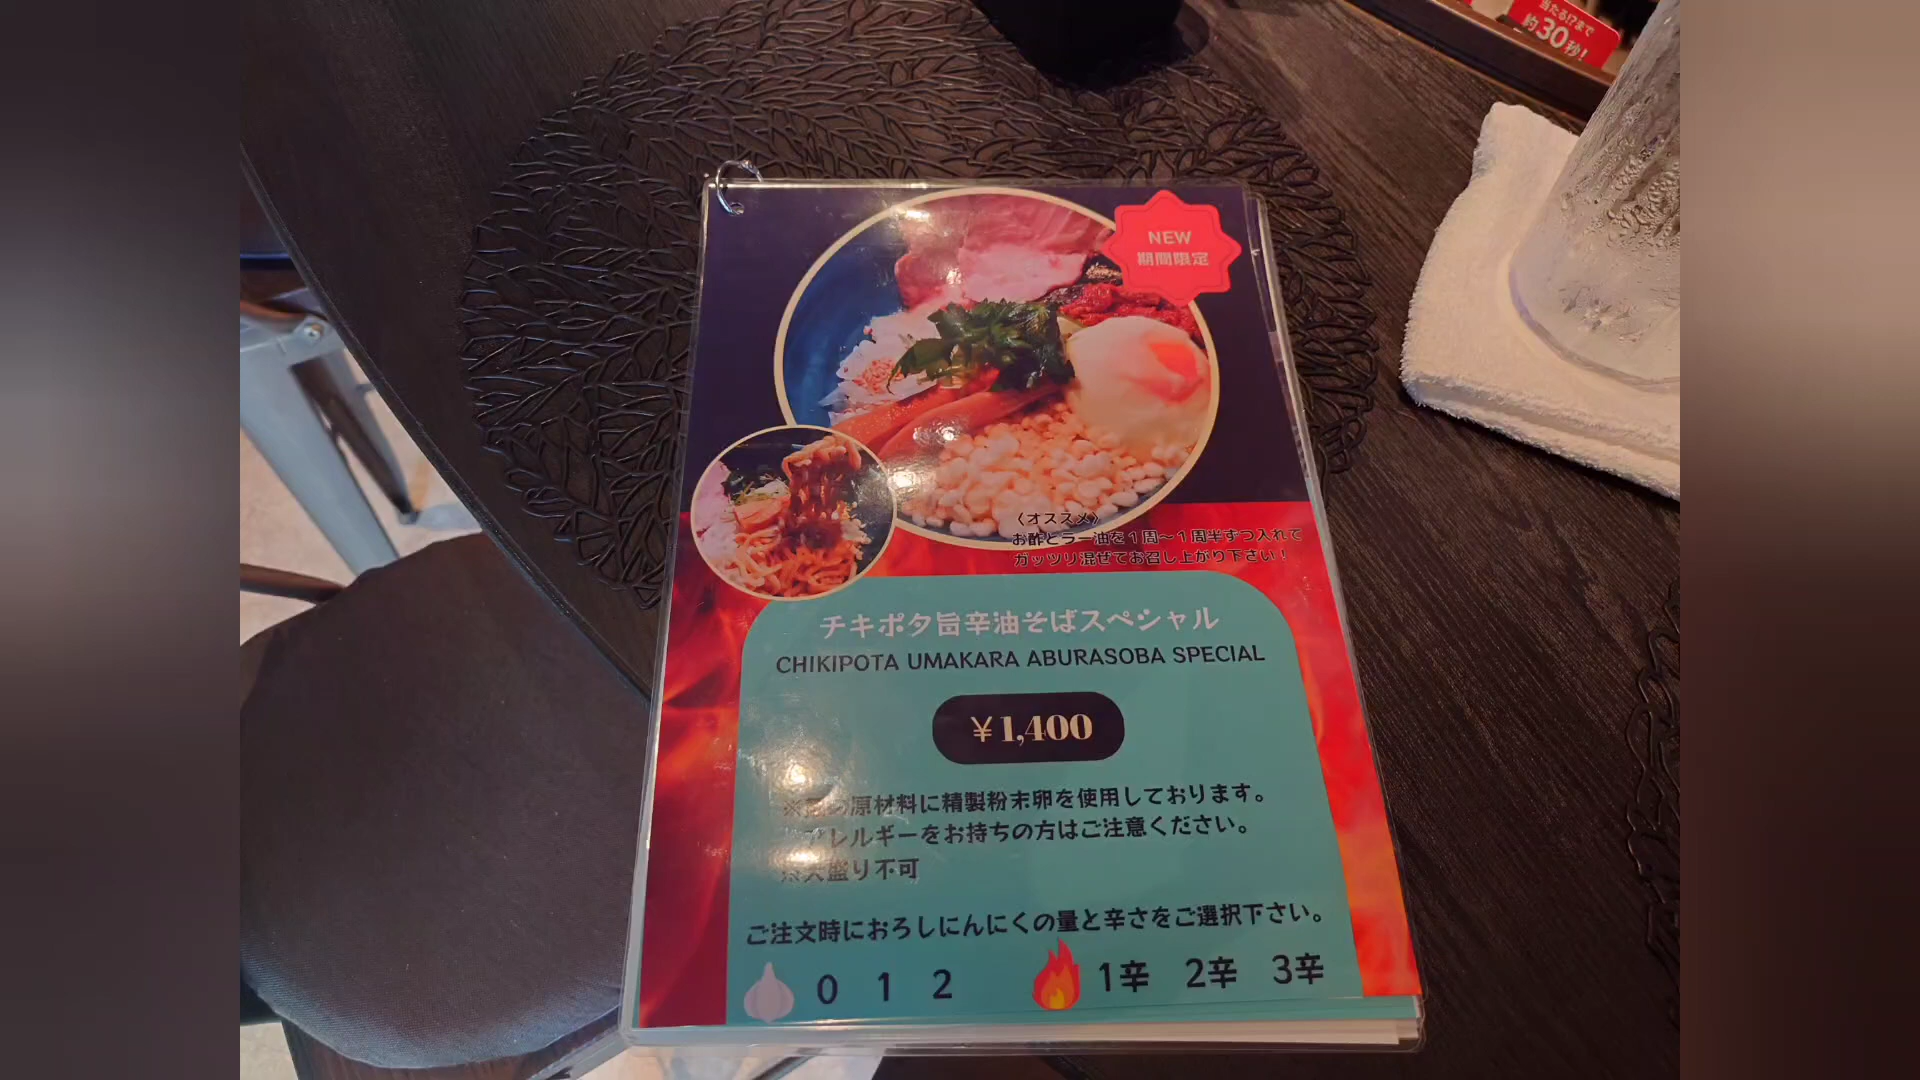 当たる!?まで
約30秒!
NEW
期間限定
〈オススメ〉
お酢とラー油を1周～1周半ずつ入れて
ガッツリ混ぜてお召し上がり下さい!
チキポタ旨辛油そばスペシャル
CHIKIPOTA UMAKARA ABURASOBA SPECIAL
¥1,400
※麺の原材料に精製粉末卵を使用しております。
アレルギーをお持ちの方はご注意ください。
※大盛り不可
ご注文時におろしにんにくの量と辛さをご選択下さい。
0 1 2 1辛 2辛 3辛